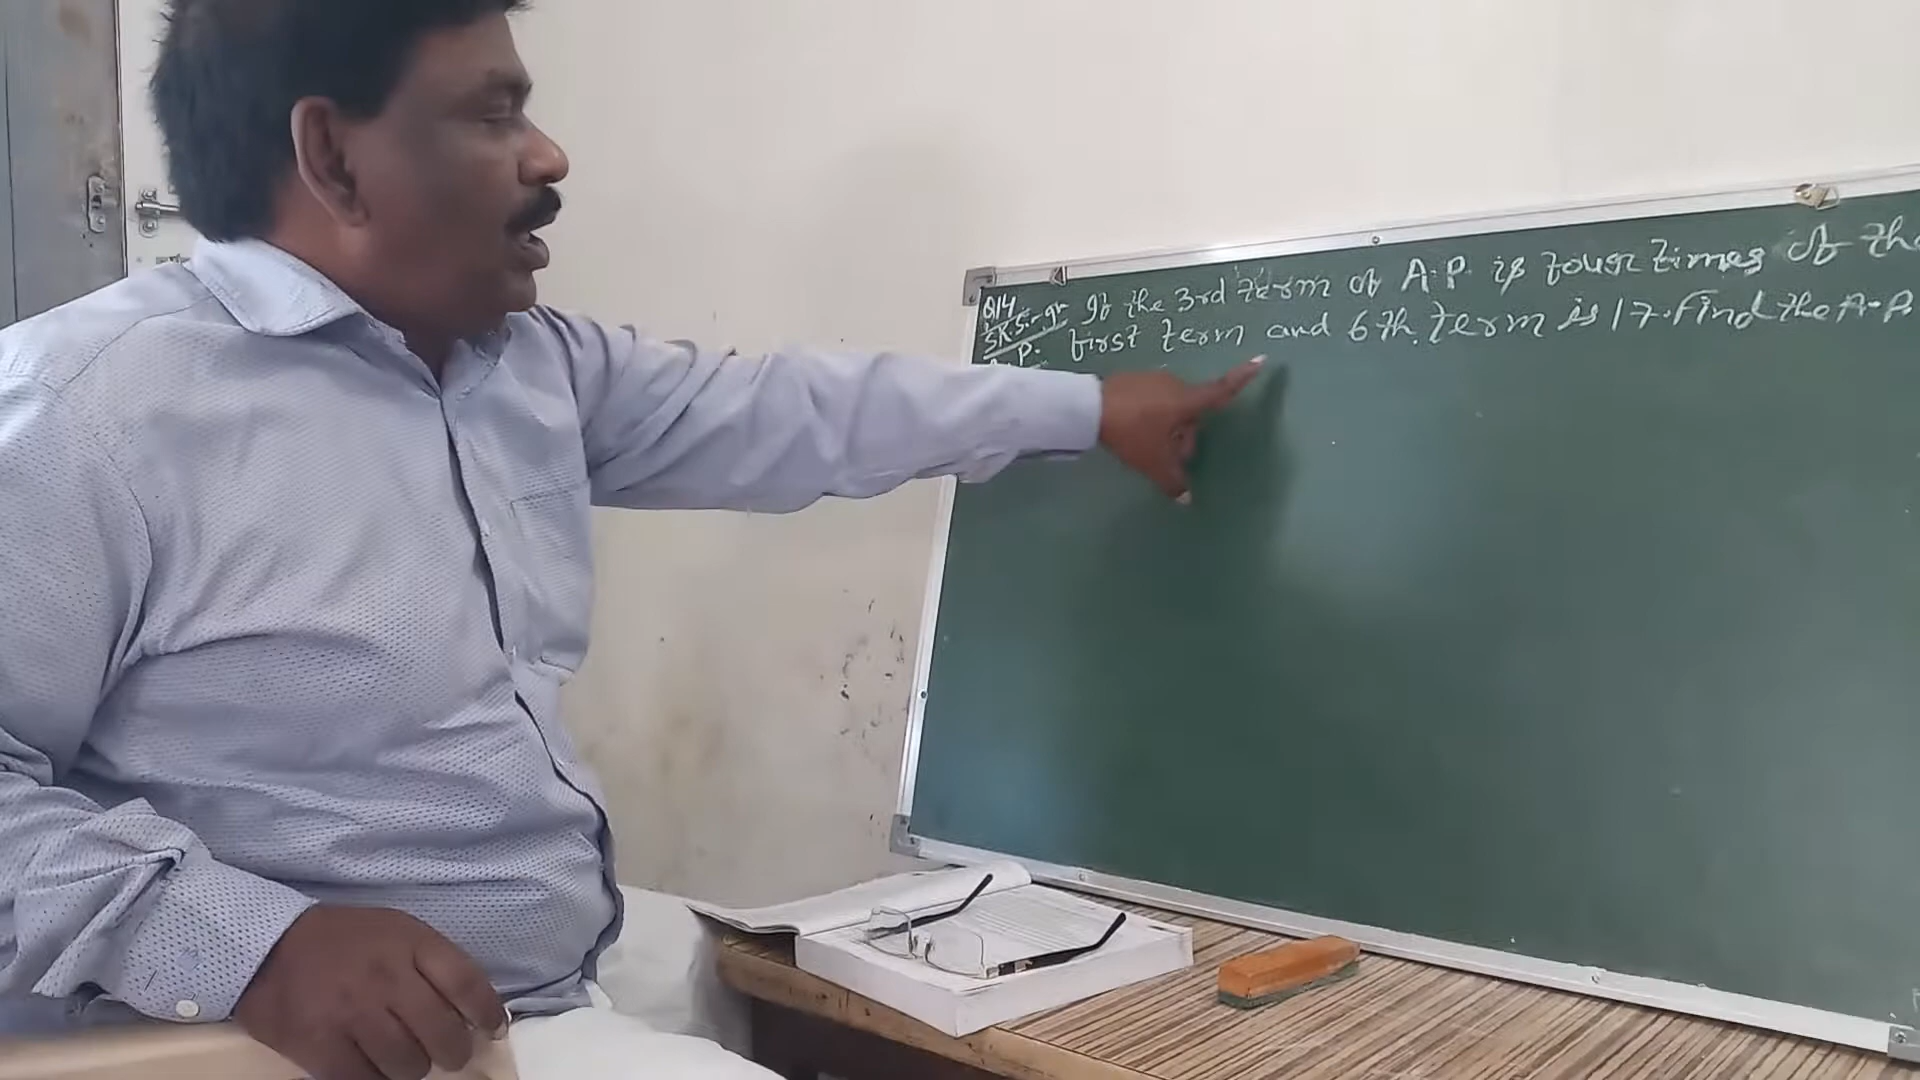 Q14 If the 3rd term of A.P. is four times of the
S.K. Singh first term and 6th. term is 17. Find the A.P
A.P.